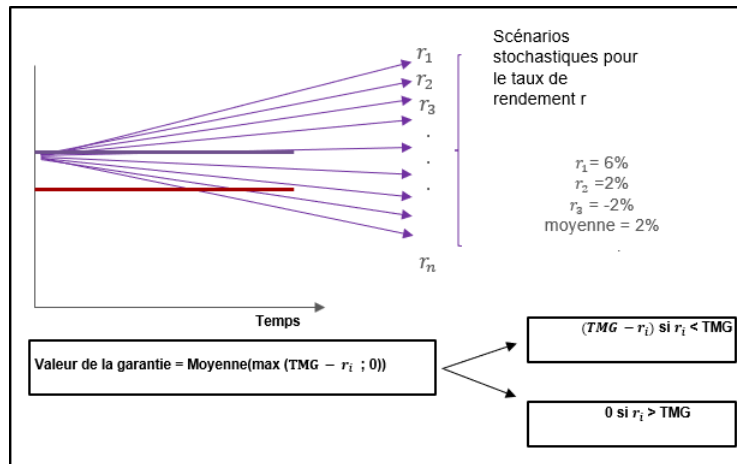 Scénarios
stochastiques pour
le taux de
rendement r
r₁
r₂
r₃
.
.
.
rₙ
r₁= 6%
r₂ =2%
r₃ = -2%
moyenne = 2%
.
Temps
Valeur de la garantie = Moyenne(max (TMG − rᵢ ; 0))
(TMG − rᵢ) si rᵢ < TMG
0 si rᵢ > TMG